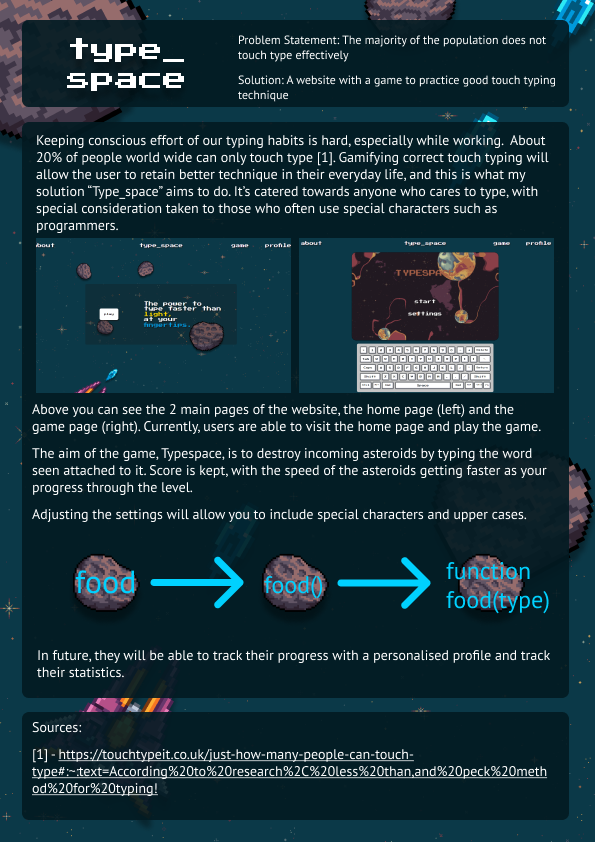 type_
space
Problem Statement: The majority of the population does not
touch type effectively
Solution: A website with a game to practice good touch typing
technique
Keeping conscious effort of our typing habits is hard, especially while working. About
20% of people world wide can only touch type [1]. Gamifying correct touch typing will
allow the user to retain better technique in their everyday life, and this is what my
solution “Type_space” aims to do. It’s catered towards anyone who cares to type, with
special consideration taken to those who often use special characters such as
programmers.
about type_space game profile
play
The power to
type faster than
light,
at your
fingertips.
about type_space game profile
TYPESPACE
start
settings
Above you can see the 2 main pages of the website, the home page (left) and the
game page (right). Currently, users are able to visit the home page and play the game.
The aim of the game, Typespace, is to destroy incoming asteroids by typing the word
seen attached to it. Score is kept, with the speed of the asteroids getting faster as your
progress through the level.
Adjusting the settings will allow you to include special characters and upper cases.
food
food()
function
food(type)
In future, they will be able to track their progress with a personalised profile and track
their statistics.
Sources:
[1] - https://touchtypeit.co.uk/just-how-many-people-can-touch-
type#:~:text=According%20to%20research%2C%20less%20than,and%20peck%20meth
od%20for%20typing!